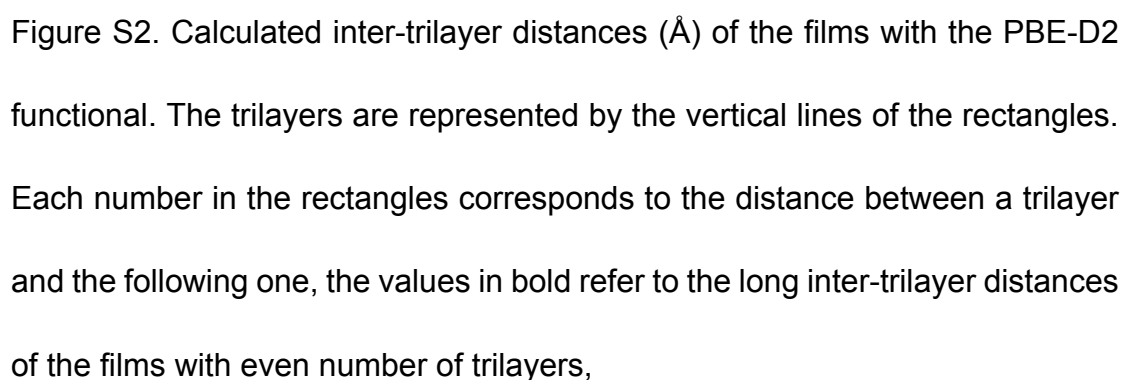 Figure S2. Calculated inter-trilayer distances (Å) of the films with the PBE-D2
functional. The trilayers are represented by the vertical lines of the rectangles.
Each number in the rectangles corresponds to the distance between a trilayer
and the following one, the values in bold refer to the long inter-trilayer distances
of the films with even number of trilayers,